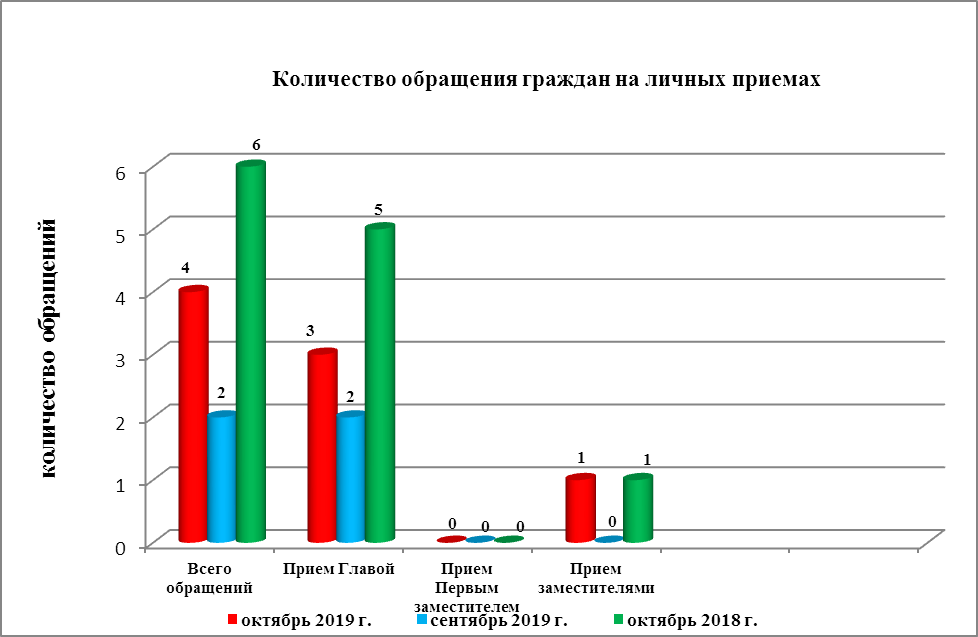 Количество обращения граждан на личных приемах
количество обращений
6
5
4
3
2
1
0
4
2
6
3
2
5
0
0
0
1
0
1
Всего
обращений
Прием Главой
Прием
Первым
заместителем
Прием
заместителями
октябрь 2019 г.
сентябрь 2019 г.
октябрь 2018 г.